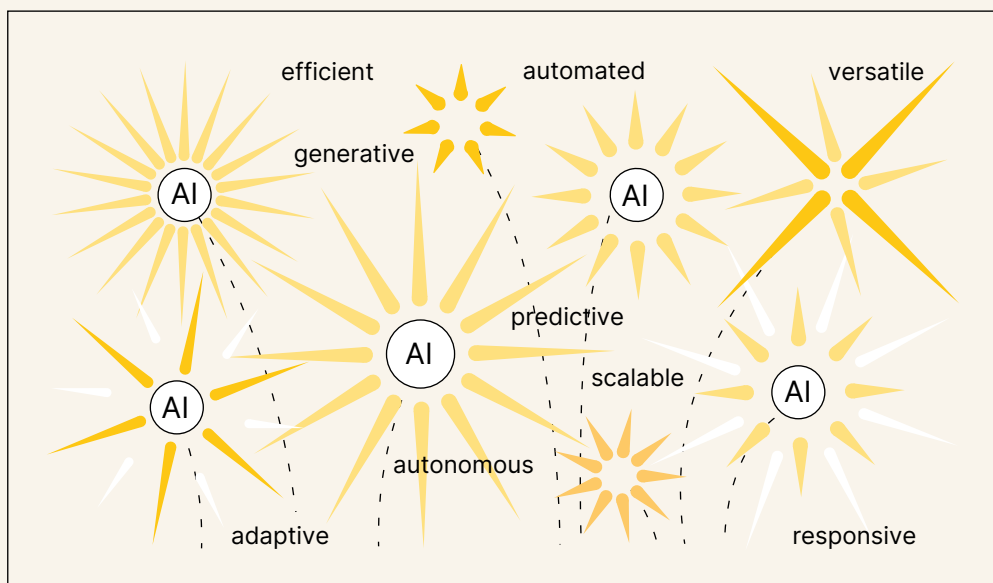 efficient
automated
versatile
generative
AI
AI
predictive
AI
scalable
AI
AI
autonomous
adaptive
responsive